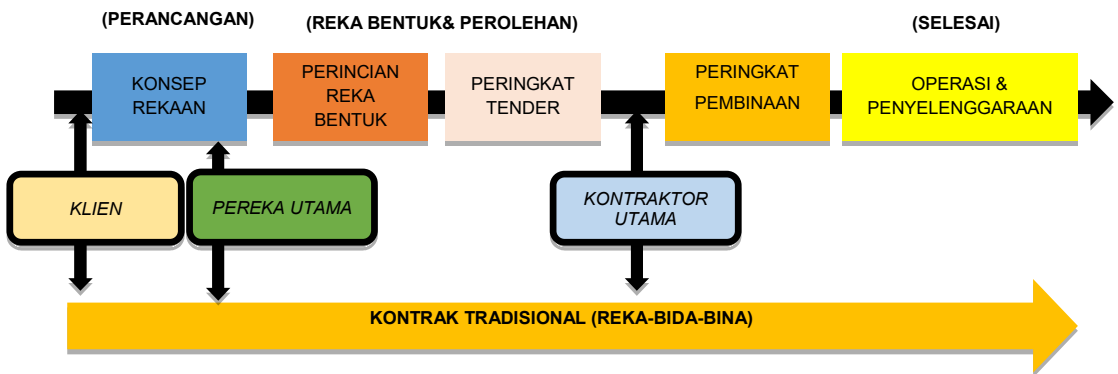 (PERANCANGAN)
(REKA BENTUK& PEROLEHAN)
(SELESAI)
KONSEP
REKAAN
PERINCIAN
REKA
BENTUK
PERINGKAT
TENDER
PERINGKAT
PEMBINAAN
OPERASI &
PENYELENGGARAAN
KLIEN
PEREKA UTAMA
KONTRAKTOR
UTAMA
KONTRAK TRADISIONAL (REKA-BIDA-BINA)